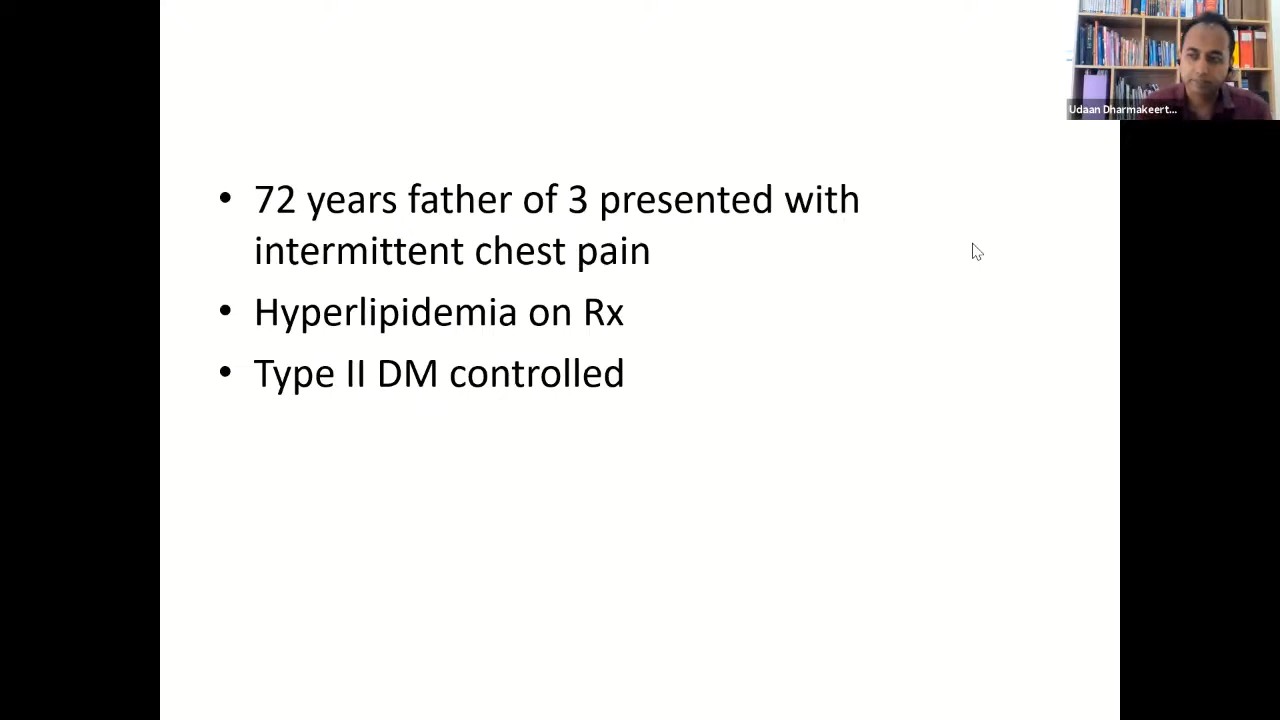 Udaan Dharmakeert...
• 72 years father of 3 presented with
intermittent chest pain
• Hyperlipidemia on Rx
• Type II DM controlled